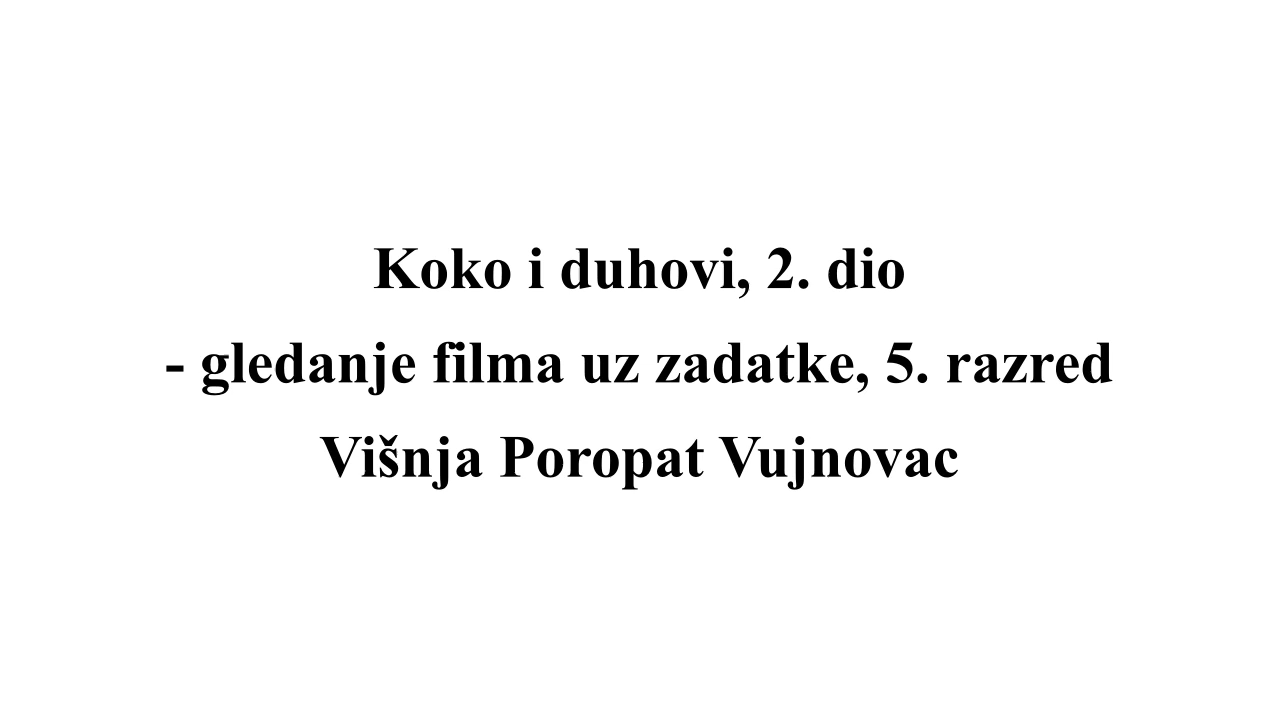 Koko i duhovi, 2. dio
- gledanje filma uz zadatke, 5. razred
Višnja Poropat Vujnovac